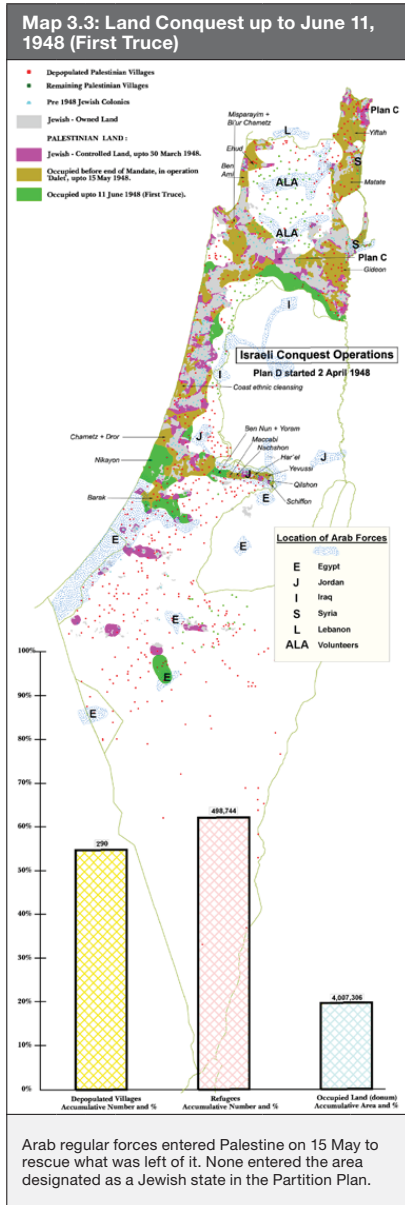 Map 3.3: Land Conquest up to June 11,
1948 (First Truce)
Depopulated Palestinian Villages
Remaining Palestinian Villages
Pre 1948 Jewish Colonies
Jewish - Owned Land
PALESTINIAN LAND :
Jewish - Controlled Land, upto 30 March 1948.
Occupied before end of Mandate, in operation
'Dalet', upto 15 May 1948.
Occupied upto 11 June 1948 (First Truce).
Misparayim +
Bi'ur Chametz
Plan C
L
Yiftah
Ehud
S
Ben
Ami
ALA
Matate
ALA
S
Plan C
Gideon
I
Israeli Conquest Operations
Plan D started 2 April 1948
I
Coast ethnic cleansing
Chametz + Dror
J
Ben Nun + Yoram
Maccabi
Nachshon
Nikayon
Har'el
J
J
Yevussi
Qilshon
Barak
E
Schiffon
E
E
Location of Arab Forces
E Egypt
J Jordan
I Iraq
S Syria
L Lebanon
ALA Volunteers
E
E
E
100%
90%
80%
70%
60%
50%
40%
30%
20%
10%
0%
290
498,744
4,007,306
Depopulated Villages
Accumulative Number and %
Refugees
Accumulative Number and %
Occupied Land (donum)
Accumulative Area and %
Arab regular forces entered Palestine on 15 May to
rescue what was left of it. None entered the area
designated as a Jewish state in the Partition Plan.